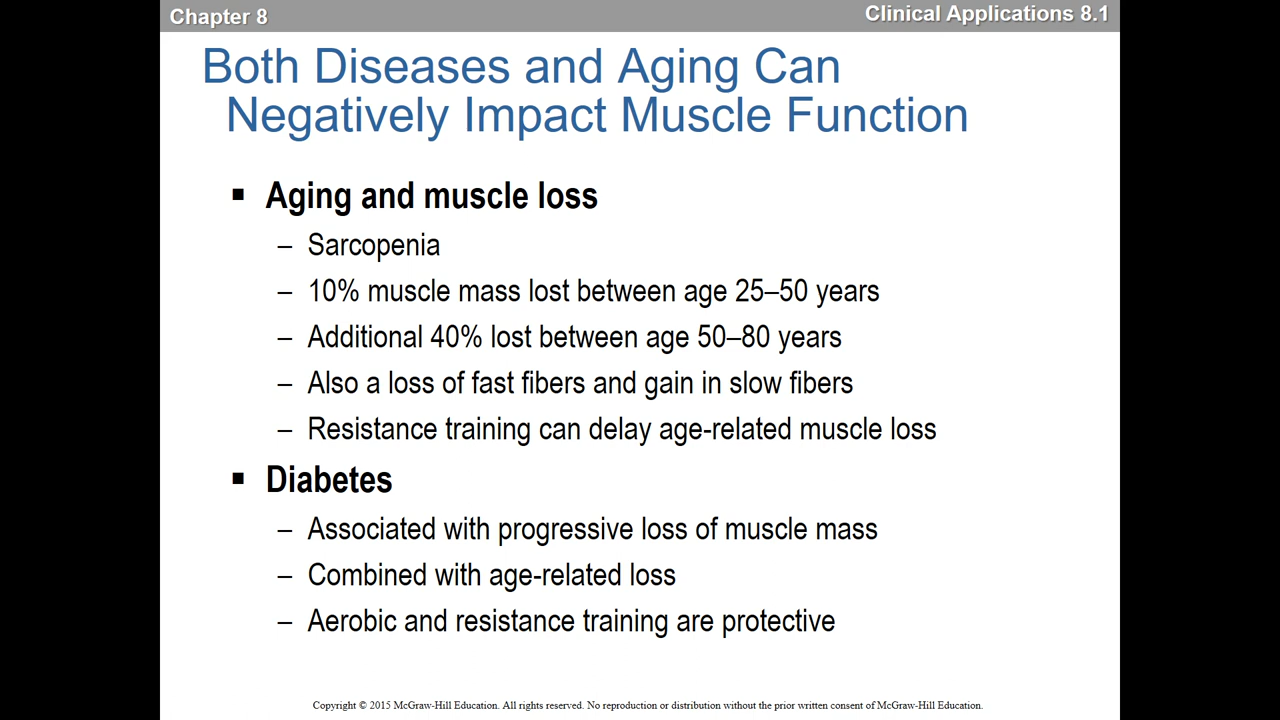 Chapter 8
Clinical Applications 8.1
Both Diseases and Aging Can
Negatively Impact Muscle Function
▪ Aging and muscle loss
– Sarcopenia
– 10% muscle mass lost between age 25–50 years
– Additional 40% lost between age 50–80 years
– Also a loss of fast fibers and gain in slow fibers
– Resistance training can delay age-related muscle loss
▪ Diabetes
– Associated with progressive loss of muscle mass
– Combined with age-related loss
– Aerobic and resistance training are protective
Copyright © 2015 McGraw-Hill Education. All rights reserved. No reproduction or distribution without the prior written consent of McGraw-Hill Education.